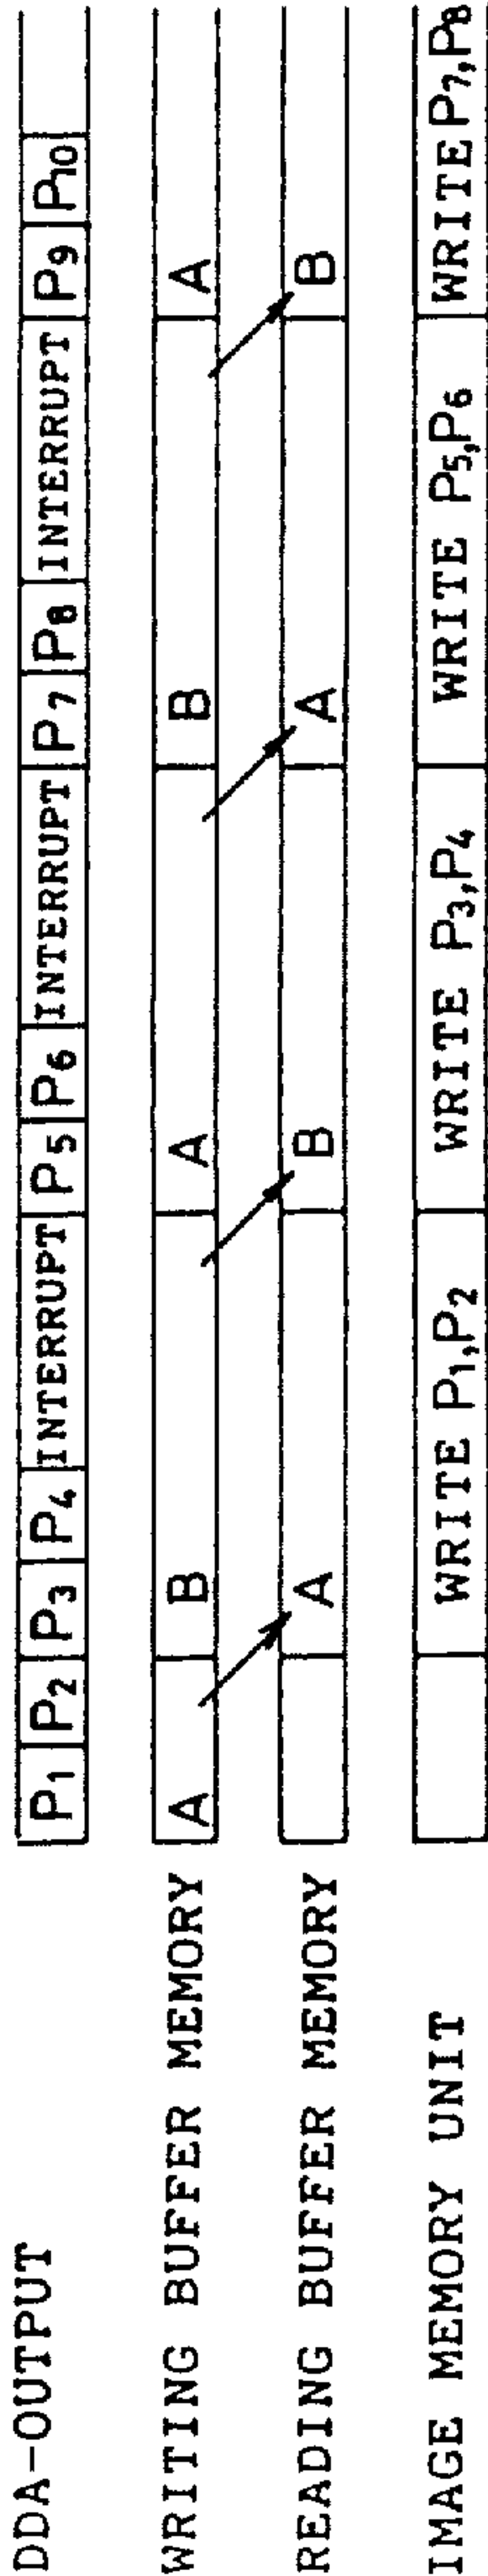 DDA-OUTPUT P₁ P₂ P₃ P₄ INTERRUPT P₅ P₆ INTERRUPT P₇ P₈ INTERRUPT P₉ P₁₀
WRITING BUFFER MEMORY A B A B A
READING BUFFER MEMORY A B A B
IMAGE MEMORY UNIT WRITE P₁,P₂ WRITE P₃,P₄ WRITE P₅,P₆ WRITE P₇,P₈